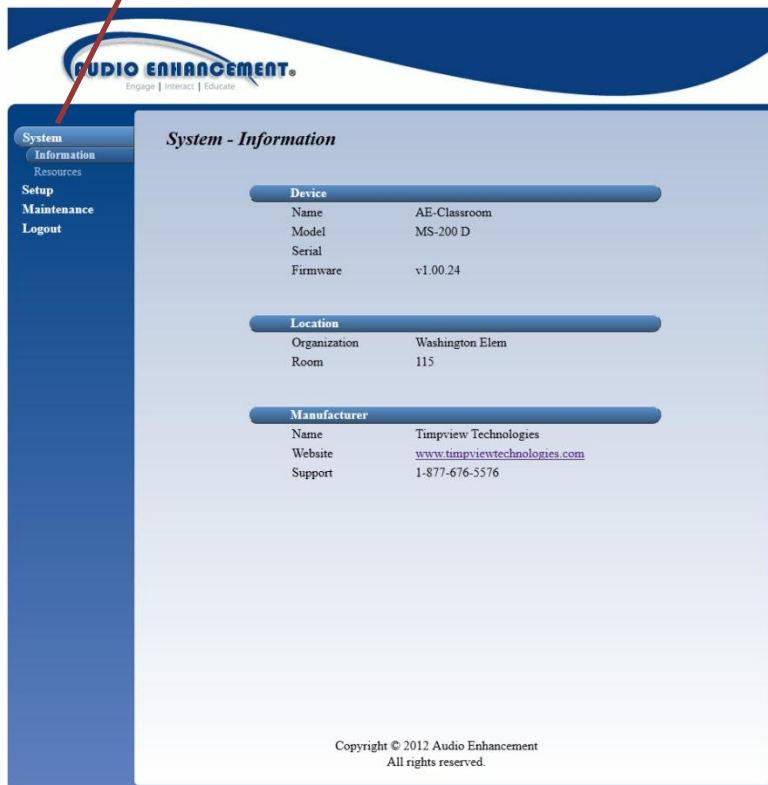 AUDIO ENHANCEMENT®
Engage | Interact | Educate
System
Information
Resources
Setup
Maintenance
Logout
System - Information
Device
Name AE-Classroom
Model MS-200 D
Serial
Firmware v1.00.24
Location
Organization Washington Elem
Room 115
Manufacturer
Name Timpview Technologies
Website www.timpviewtechnologies.com
Support 1-877-676-5576
Copyright © 2012 Audio Enhancement
All rights reserved.